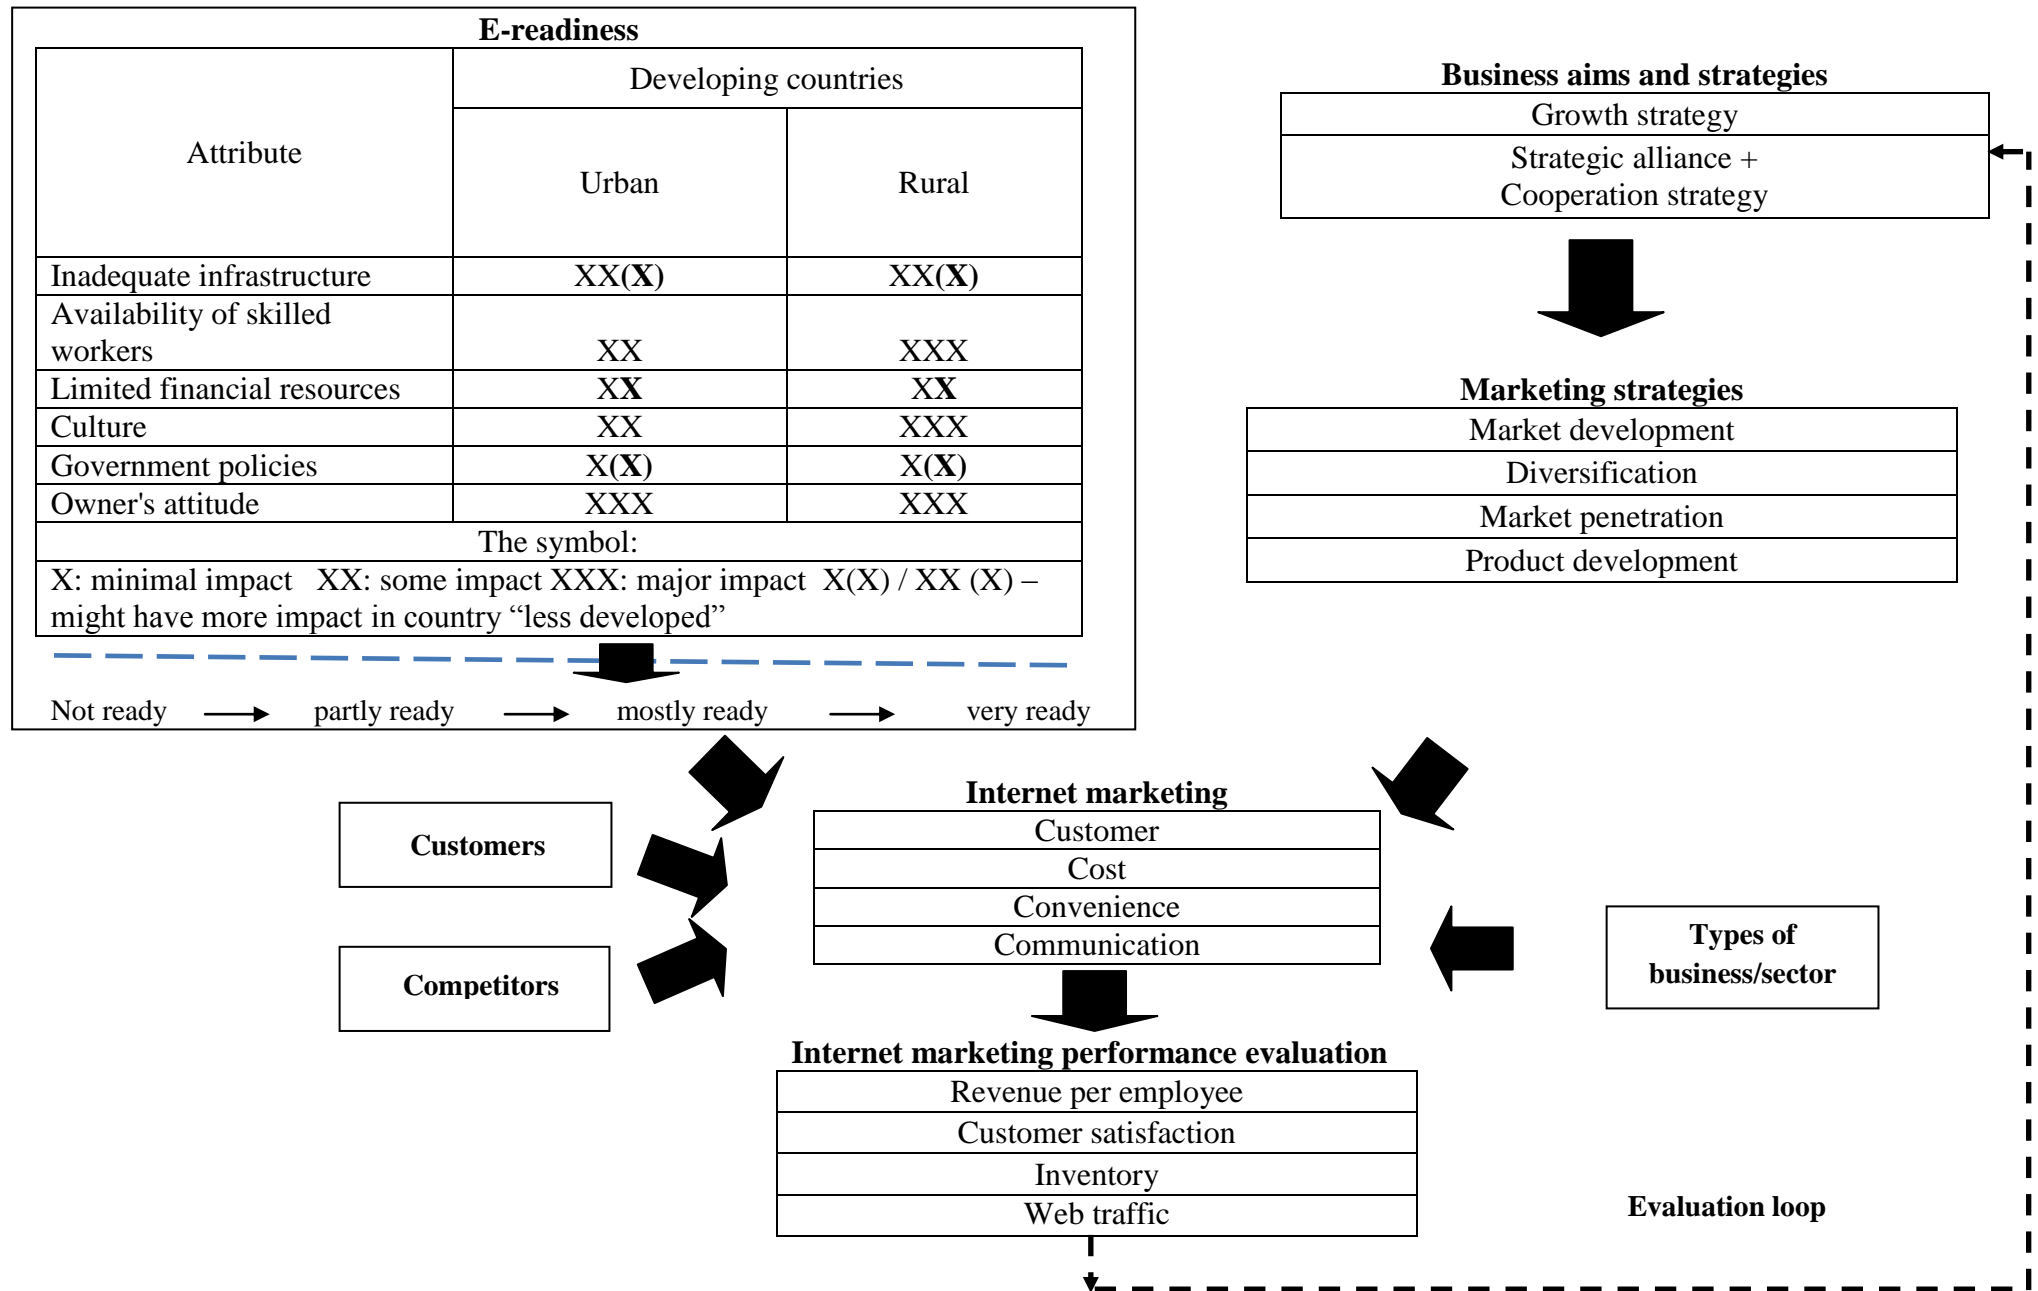 E-readiness
Attribute
Developing countries
Urban
Rural
Inadequate infrastructure XX(X) XX(X)
Availability of skilled
workers XX XXX
Limited financial resources XX XX
Culture XX XXX
Government policies X(X) X(X)
Owner's attitude XXX XXX
The symbol:
X: minimal impact XX: some impact XXX: major impact X(X) / XX (X) –
might have more impact in country “less developed”
Not ready partly ready mostly ready very ready
Business aims and strategies
Growth strategy
Strategic alliance +
Cooperation strategy
Marketing strategies
Market development
Diversification
Market penetration
Product development
Customers
Competitors
Internet marketing
Customer
Cost
Convenience
Communication
Types of
business/sector
Internet marketing performance evaluation
Revenue per employee
Customer satisfaction
Inventory
Web traffic
Evaluation loop